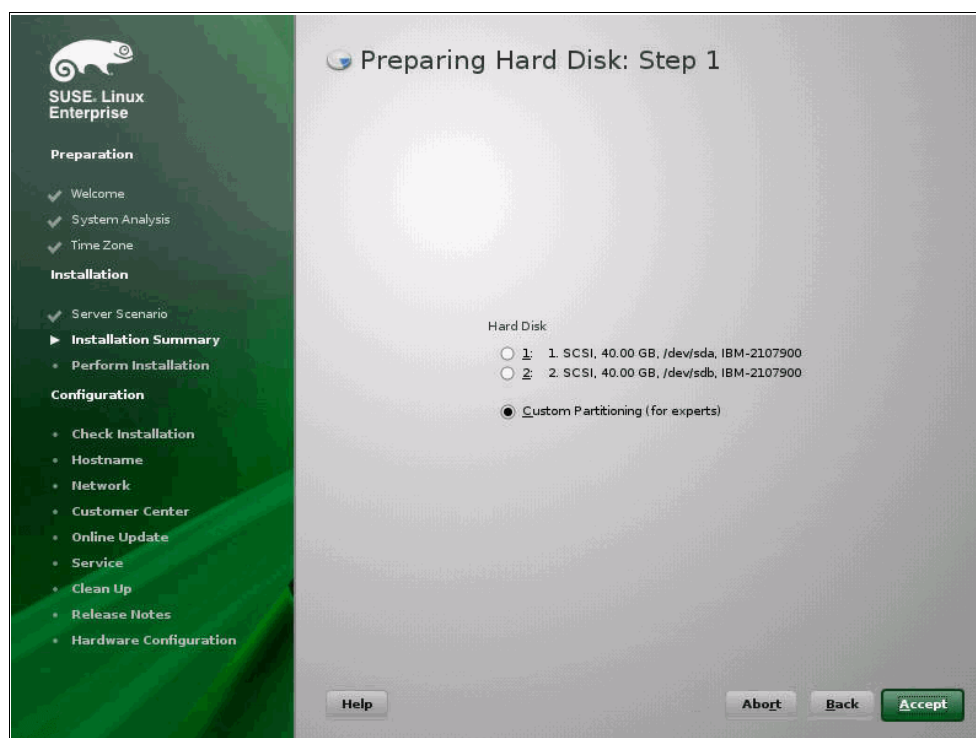 SUSE. Linux
Enterprise
Preparation
Welcome
System Analysis
Time Zone
Installation
Server Scenario
Installation Summary
Perform Installation
Configuration
Check Installation
Hostname
Network
Customer Center
Online Update
Service
Clean Up
Release Notes
Hardware Configuration
Preparing Hard Disk: Step 1
Hard Disk
1: 1. SCSI, 40.00 GB, /dev/sda, IBM-2107900
2: 2. SCSI, 40.00 GB, /dev/sdb, IBM-2107900
Custom Partitioning (for experts)
Help
Abort
Back
Accept